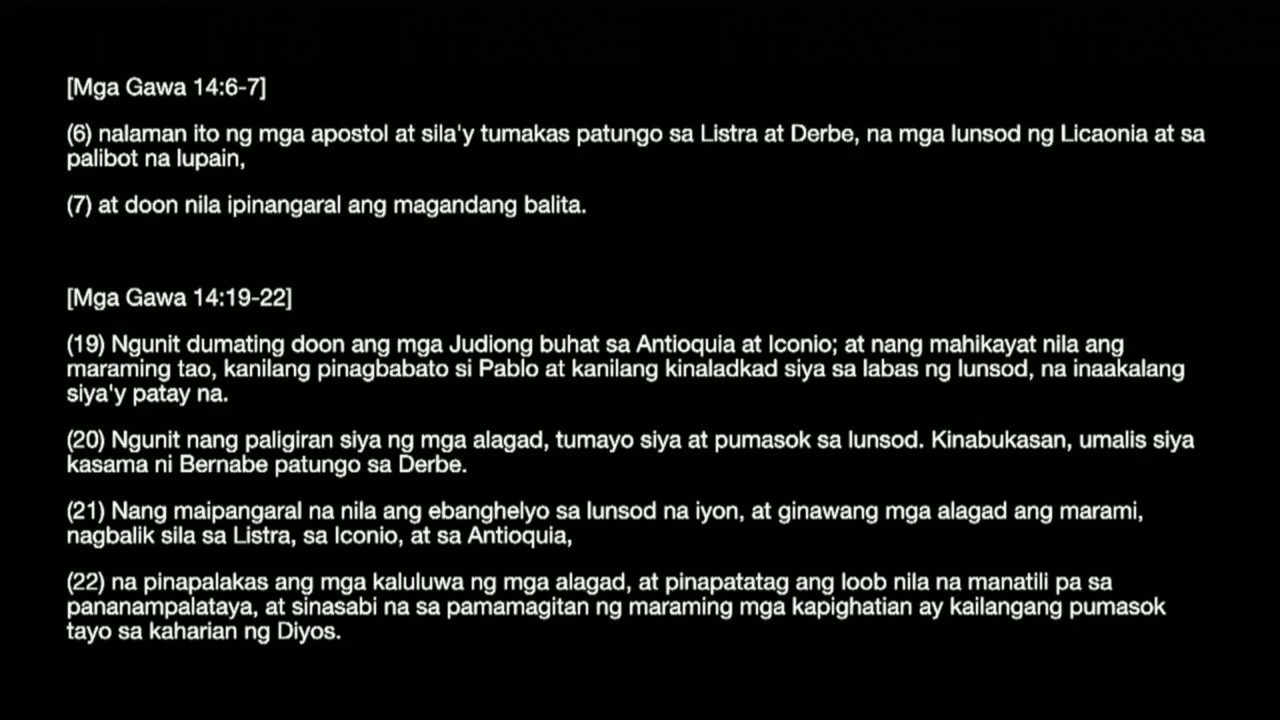 [Mga Gawa 14:6-7]
(6) nalaman ito ng mga apostol at sila'y tumakas patungo sa Listra at Derbe, na mga lunsod ng Licaonia at sa
palibot na lupain,
(7) at doon nila ipinangaral ang magandang balita.
[Mga Gawa 14:19-22]
(19) Ngunit dumating doon ang mga Judiong buhat sa Antioquia at Iconio; at nang mahikayat nila ang
maraming tao, kanilang pinagbabato si Pablo at kanilang kinaladkad siya sa labas ng lunsod, na inaakalang
siya'y patay na.
(20) Ngunit nang paligiran siya ng mga alagad, tumayo siya at pumasok sa lunsod. Kinabukasan, umalis siya
kasama ni Bernabe patungo sa Derbe.
(21) Nang maipangaral na nila ang ebanghelyo sa lunsod na iyon, at ginawang mga alagad ang marami,
nagbalik sila sa Listra, sa Iconio, at sa Antioquia,
(22) na pinapalakas ang mga kaluluwa ng mga alagad, at pinapatatag ang loob nila na manatili pa sa
pananampalataya, at sinasabi na sa pamamagitan ng maraming mga kapighatian ay kailangang pumasok
tayo sa kaharian ng Diyos.